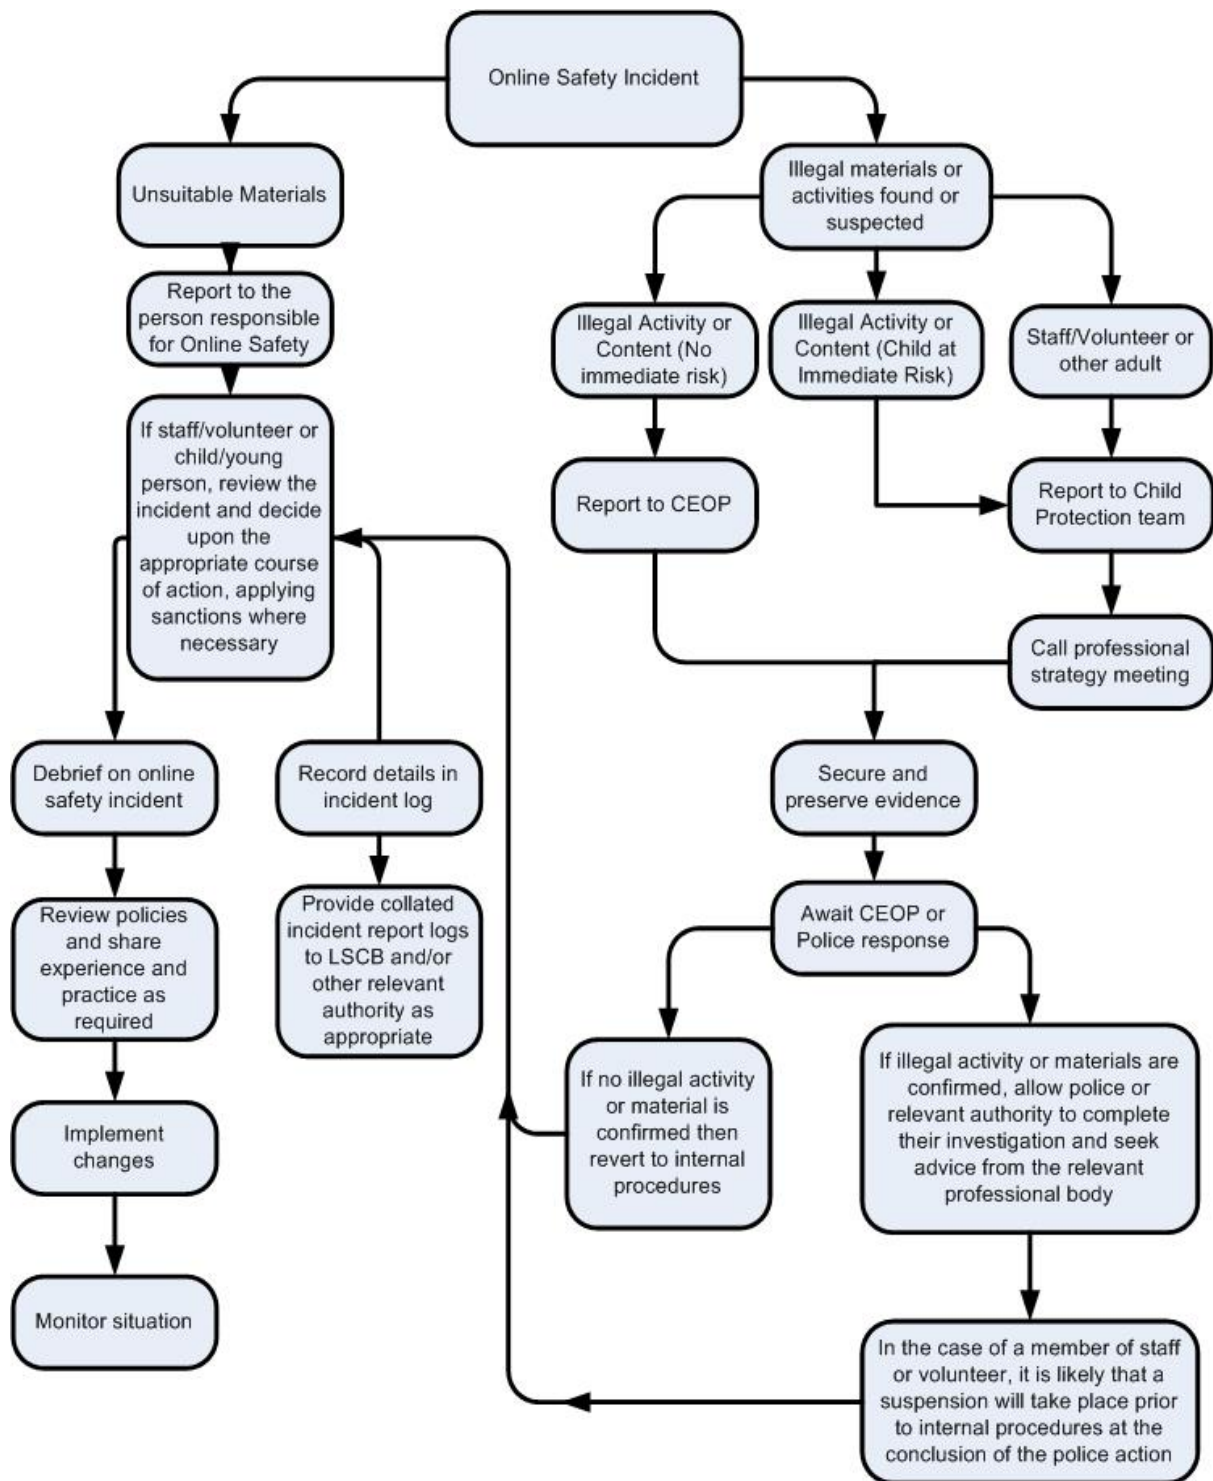 Online Safety Incident
Unsuitable Materials
Illegal materials or
activities found or
suspected
Report to the
person responsible
for Online Safety
Illegal Activity or
Content (No
immediate risk)
Illegal Activity or
Content (Child at
Immediate Risk)
Staff/Volunteer or
other adult
If staff/volunteer or
child/young
person, review the
incident and decide
upon the
appropriate course
of action, applying
sanctions where
necessary
Report to CEOP
Report to Child
Protection team
Call professional
strategy meeting
Debrief on online
safety incident
Record details in
incident log
Secure and
preserve evidence
Review policies
and share
experience and
practice as
required
Provide collated
incident report logs
to LSCB and/or
other relevant
authority as
appropriate
Await CEOP or
Police response
If no illegal activity
or material is
confirmed then
revert to internal
procedures
If illegal activity or materials are
confirmed, allow police or
relevant authority to complete
their investigation and seek
advice from the relevant
professional body
Implement
changes
Monitor situation
In the case of a member of staff
or volunteer, it is likely that a
suspension will take place prior
to internal procedures at the
conclusion of the police action